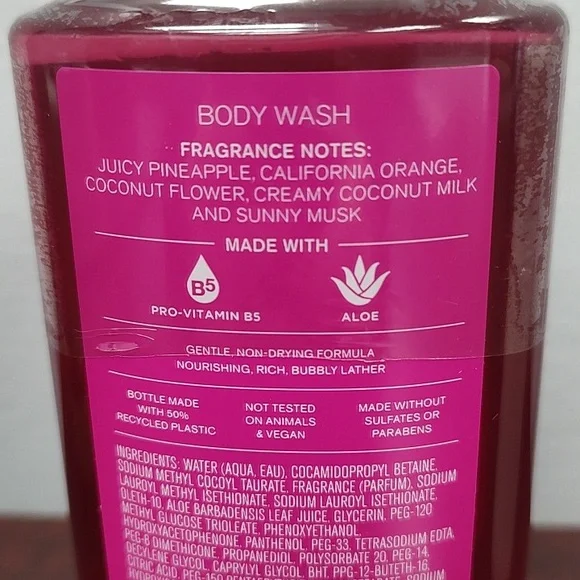 BODY WASH
FRAGRANCE NOTES:
JUICY PINEAPPLE, CALIFORNIA ORANGE,
COCONUT FLOWER, CREAMY COCONUT MILK
AND SUNNY MUSK
MADE WITH
B5
PRO-VITAMIN B5
ALOE
GENTLE, NON-DRYING FORMULA
NOURISHING, RICH, BUBBLY LATHER
BOTTLE MADE
WITH 50%
RECYCLED PLASTIC
NOT TESTED
ON ANIMALS
& VEGAN
MADE WITHOUT
SULFATES OR
PARABENS
INGREDIENTS: WATER (AQUA, EAU), COCAMIDOPROPYL BETAINE,
SODIUM METHYL COCOYL TAURATE, FRAGRANCE (PARFUM), SODIUM
LAUROYL METHYL ISETHIONATE, SODIUM LAUROYL ISETHIONATE,
OLETH-10, ALOE BARBADENSIS LEAF JUICE, GLYCERIN, PEG-120
METHYL GLUCOSE TRIOLEATE, PHENOXYETHANOL,
HYDROXYACETOPHENONE, PANTHENOL, PEG-33, TETRASODIUM EDTA,
PEG-8 DIMETHICONE, PROPANEDIOL, POLYSORBATE 20, PEG-14,
DECYLENE GLYCOL, CAPRYLYL GLYCOL, BHT, PPG-12-BUTETH-16,
CITRIC ACID, PEG-150